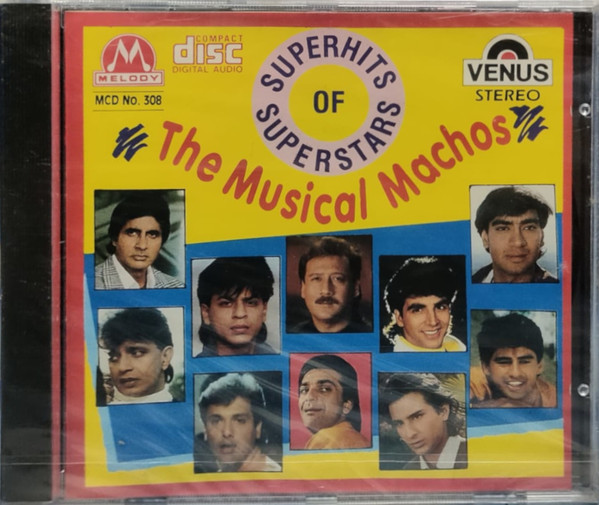 MELODY
MCD No. 308
COMPACT
disc
DIGITAL AUDIO
SUPERHITS
OF
SUPERSTARS
VENUS
STEREO
The Musical Machos